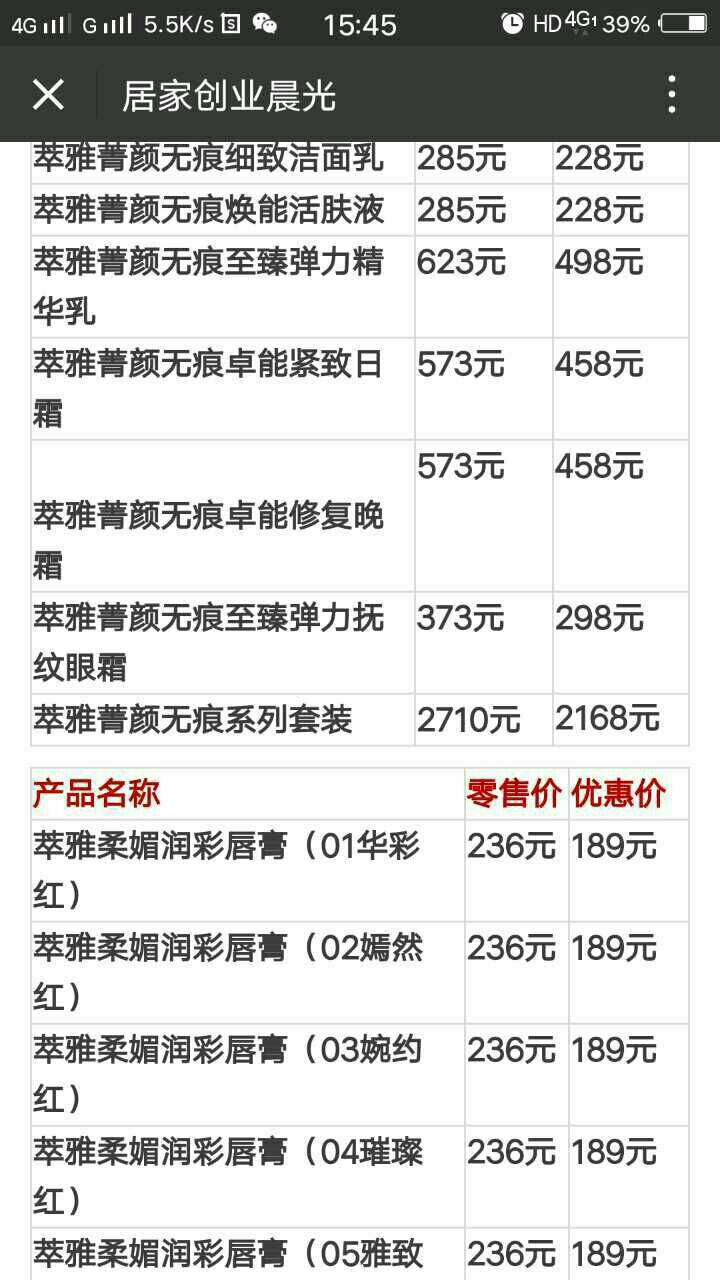 4G G 5.5K/s 15:45 HD 4G 39%
居家创业晨光
萃雅菁颜无痕细致洁面乳 285元 228元
萃雅菁颜无痕焕能活肤液 285元 228元
萃雅菁颜无痕至臻弹力精 623元 498元
华乳
萃雅菁颜无痕卓能紧致日 573元 458元
霜
573元 458元
萃雅菁颜无痕卓能修复晚
霜
萃雅菁颜无痕至臻弹力抚 373元 298元
纹眼霜
萃雅菁颜无痕系列套装 2710元 2168元
产品名称 零售价 优惠价
萃雅柔媚润彩唇膏（01华彩 236元 189元
红）
萃雅柔媚润彩唇膏（02嫣然 236元 189元
红）
萃雅柔媚润彩唇膏（03婉约 236元 189元
红）
萃雅柔媚润彩唇膏（04璀璨 236元 189元
红）
萃雅柔媚润彩唇膏（05雅致 236元 189元